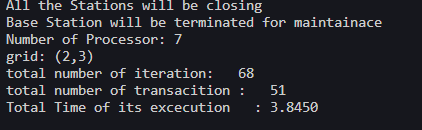 All the Stations will be closing
Base Station will be terminated for maintainace
Number of Processor: 7
grid: (2,3)
total number of iteration:   68
total number of transacition :   51
Total Time of its excecution   : 3.8450